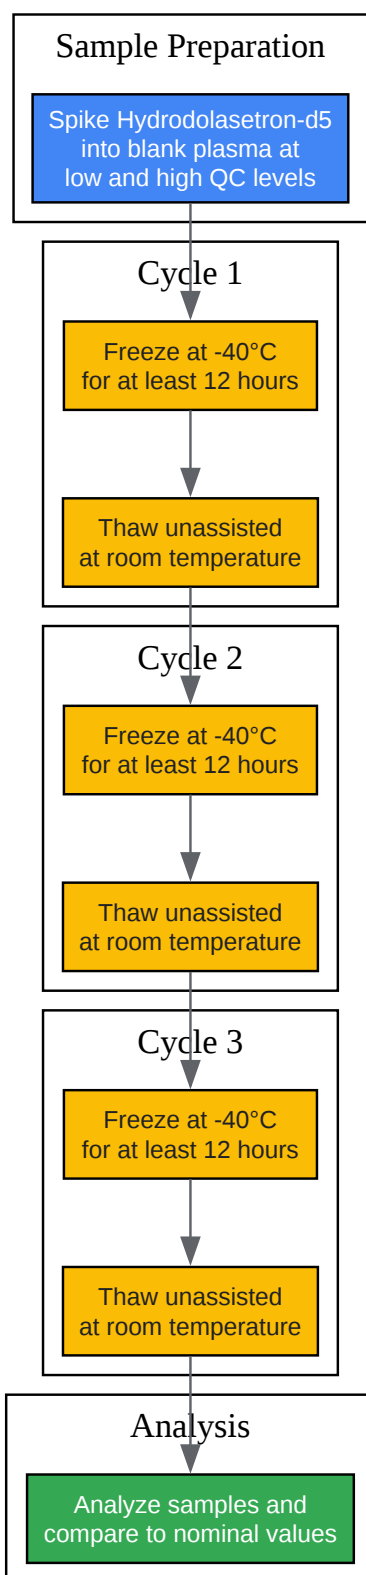 Sample Preparation
Spike Hydrodolasetron-d5
into blank plasma at
low and high QC levels
Cycle 1
Freeze at -40°C
for at least 12 hours
Thaw unassisted
at room temperature
Cycle 2
Freeze at -40°C
for at least 12 hours
Thaw unassisted
at room temperature
Cycle 3
Freeze at -40°C
for at least 12 hours
Thaw unassisted
at room temperature
Analysis
Analyze samples and
compare to nominal values